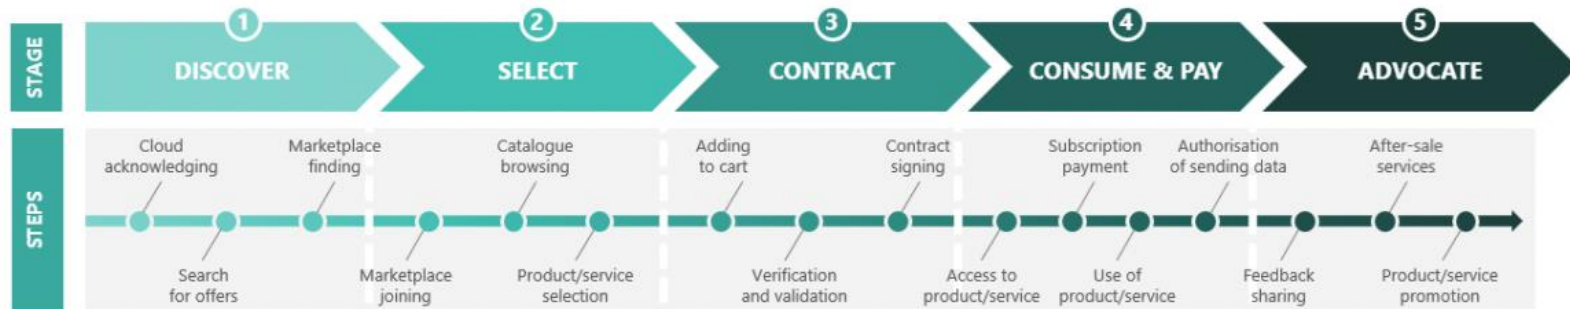 STAGE
1
DISCOVER
2
SELECT
3
CONTRACT
4
CONSUME & PAY
5
ADVOCATE
STEPS
Cloud
acknowledging
Search
for offers
Marketplace
finding
Marketplace
joining
Catalogue
browsing
Product/service
selection
Adding
to cart
Verification
and validation
Contract
signing
Access to
product/service
Subscription
payment
Use of
product/service
Authorisation
of sending data
Feedback
sharing
After-sale
services
Product/service
promotion